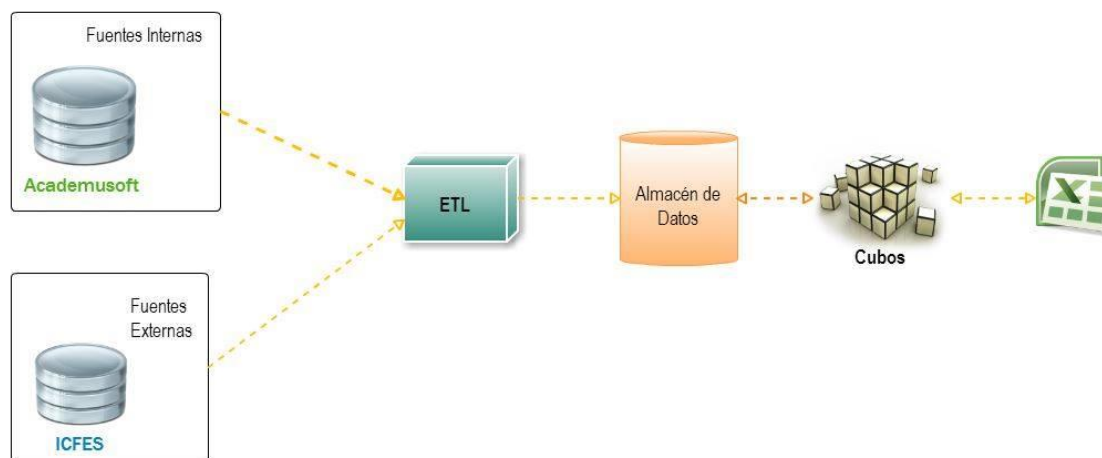 Fuentes Internas
Academusoft
ETL
Almacén de
Datos
Cubos
Fuentes
Externas
ICFES